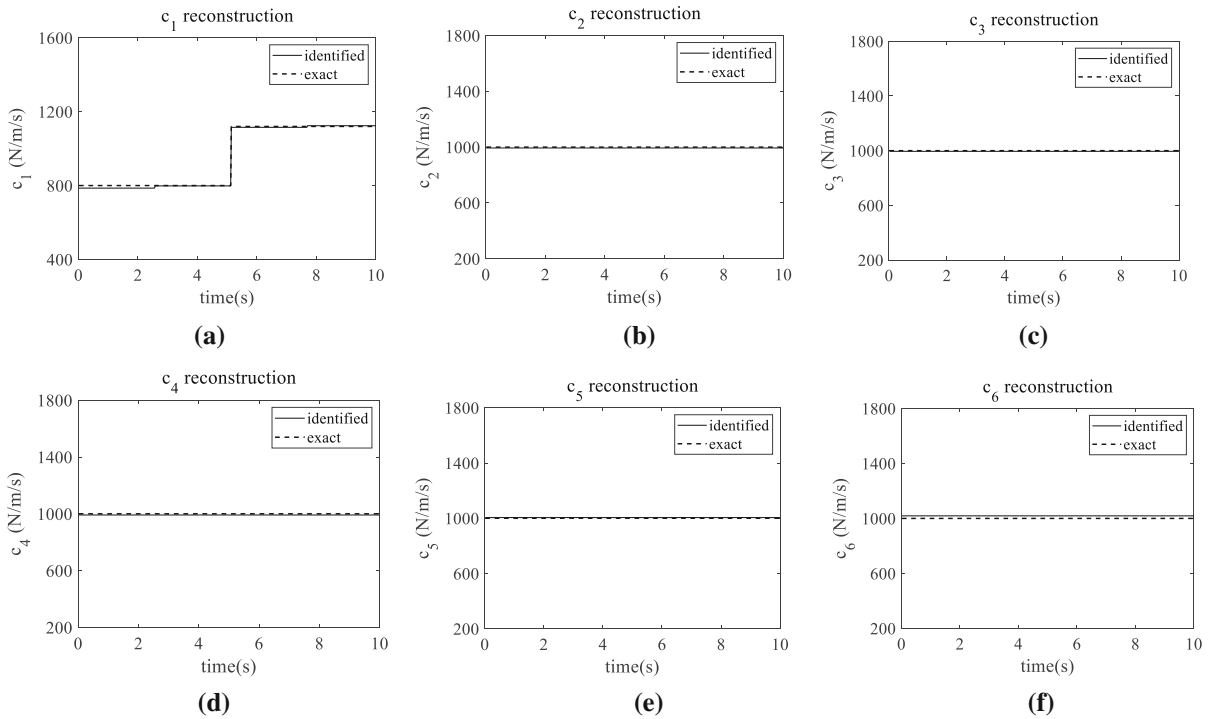 c1 reconstruction
1600
1200
800
400
c1 (N/m/s)
identified
exact
0 2 4 6 8 10
time(s)
(a)
c2 reconstruction
1800
1400
1000
600
200
c2 (N/m/s)
identified
exact
0 2 4 6 8 10
time(s)
(b)
c3 reconstruction
1800
1400
1000
600
200
c3 (N/m/s)
identified
exact
0 2 4 6 8 10
time(s)
(c)
c4 reconstruction
1800
1400
1000
600
200
c4 (N/m/s)
identified
exact
0 2 4 6 8 10
time(s)
(d)
c5 reconstruction
1800
1400
1000
600
200
c5 (N/m/s)
identified
exact
0 2 4 6 8 10
time(s)
(e)
c6 reconstruction
1800
1400
1000
600
200
c6 (N/m/s)
identified
exact
0 2 4 6 8 10
time(s)
(f)